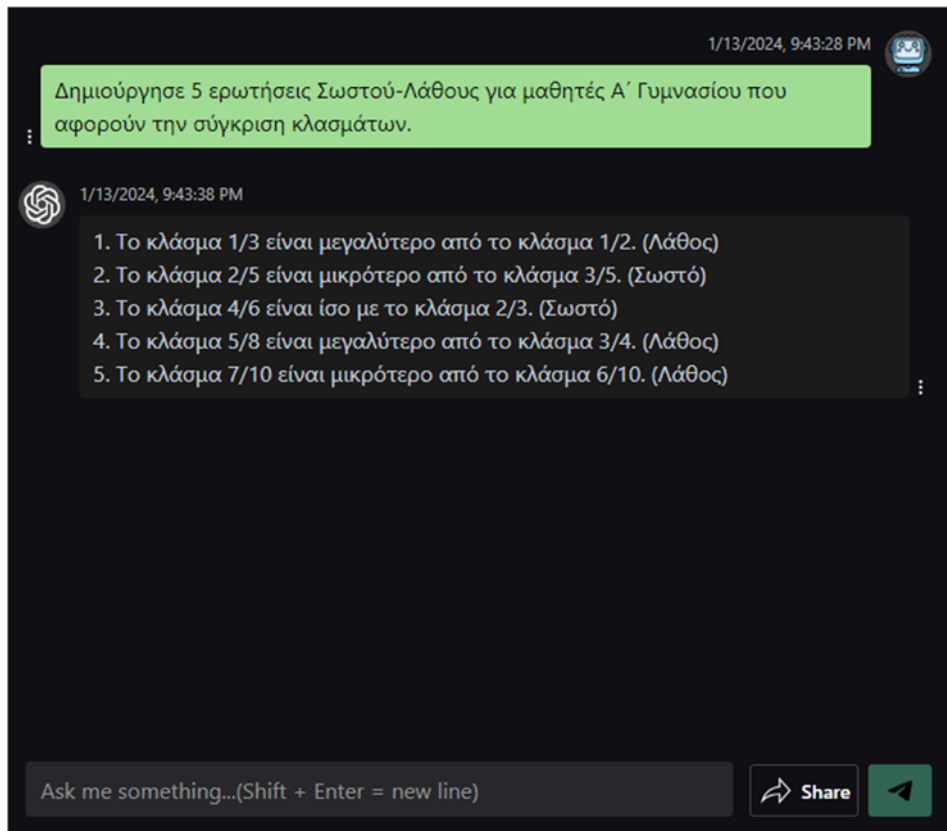 1/13/2024, 9:43:28 PM
Δημιούργησε 5 ερωτήσεις Σωστού-Λάθους για μαθητές Α΄ Γυμνασίου που
αφορούν την σύγκριση κλασμάτων.
1/13/2024, 9:43:38 PM
1. Το κλάσμα 1/3 είναι μεγαλύτερο από το κλάσμα 1/2. (Λάθος)
2. Το κλάσμα 2/5 είναι μικρότερο από το κλάσμα 3/5. (Σωστό)
3. Το κλάσμα 4/6 είναι ίσο με το κλάσμα 2/3. (Σωστό)
4. Το κλάσμα 5/8 είναι μεγαλύτερο από το κλάσμα 3/4. (Λάθος)
5. Το κλάσμα 7/10 είναι μικρότερο από το κλάσμα 6/10. (Λάθος)
Ask me something...(Shift + Enter = new line)
Share